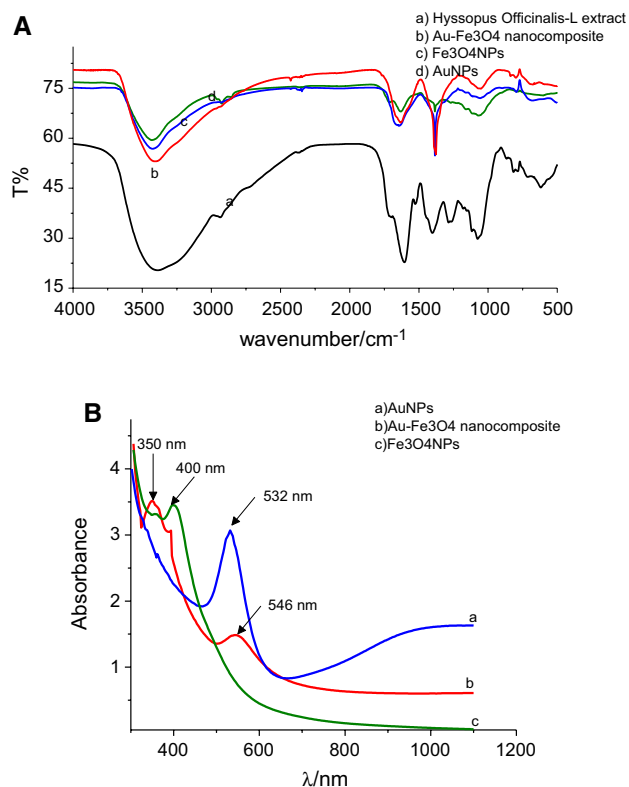 A
a) Hyssopus Officinalis-L extract
b) Au-Fe3O4 nanocomposite
c) Fe3O4NPs
d) AuNPs
75
60
45
30
15
T%
d
c
b
a
4000 3500 3000 2500 2000 1500 1000 500
wavenumber/cm-1
B
a)AuNPs
b)Au-Fe3O4 nanocomposite
c)Fe3O4NPs
350 nm
400 nm
532 nm
546 nm
4
3
2
1
Absorbance
a
b
c
400 600 800 1000 1200
λ/nm